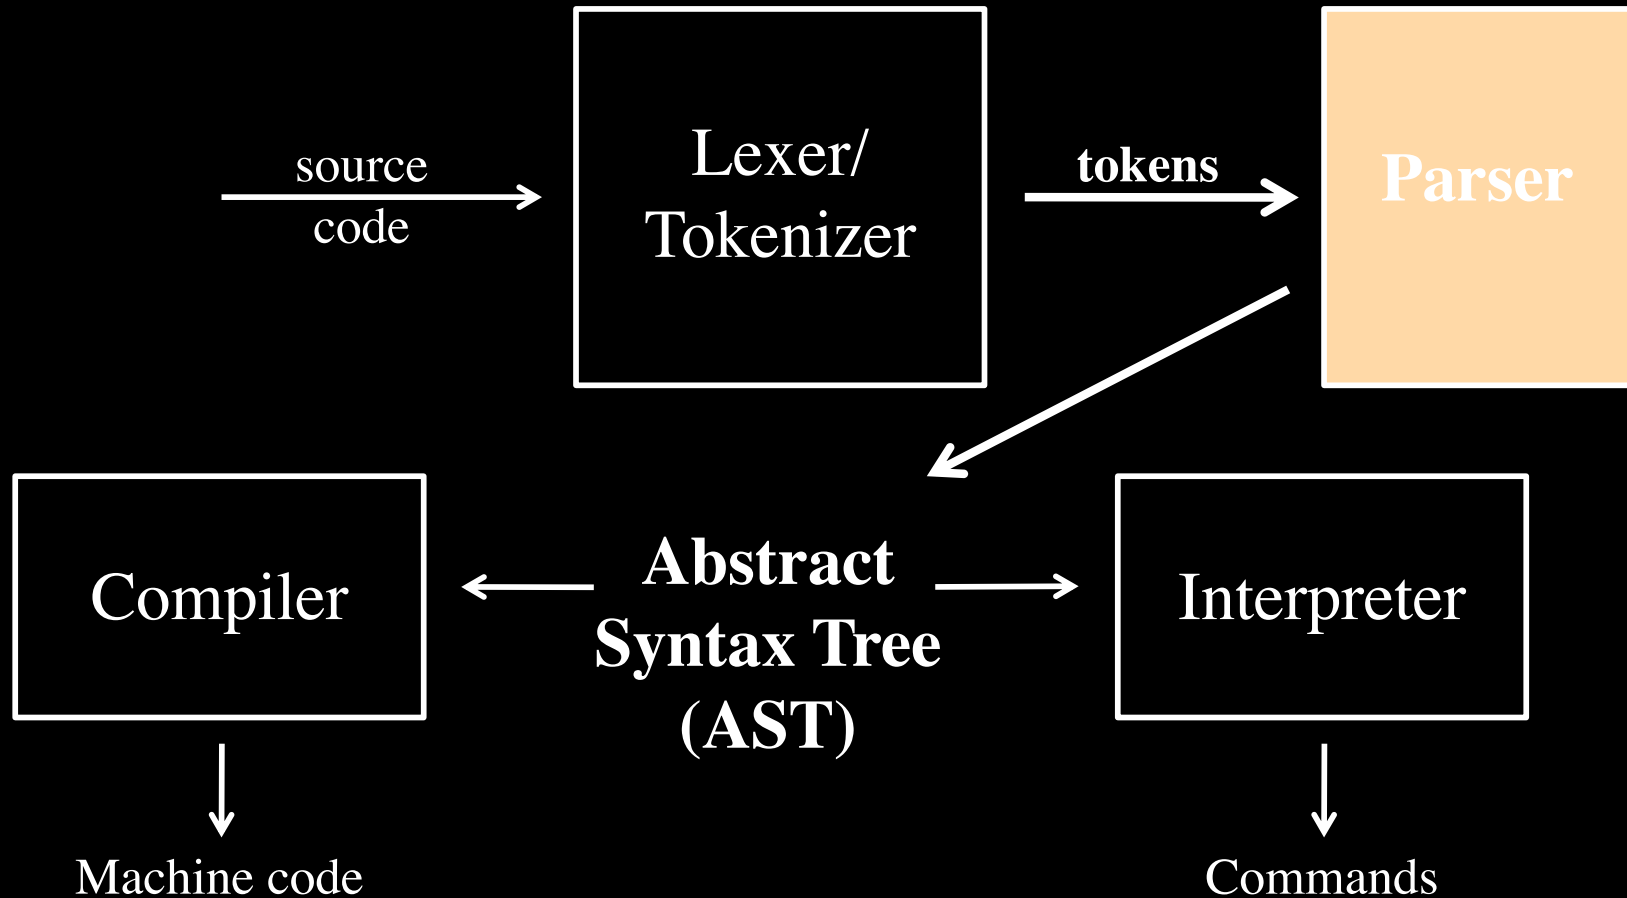 source
code
Lexer/
Tokenizer
tokens
Parser
Compiler
Abstract
Syntax Tree
(AST)
Interpreter
Machine code
Commands